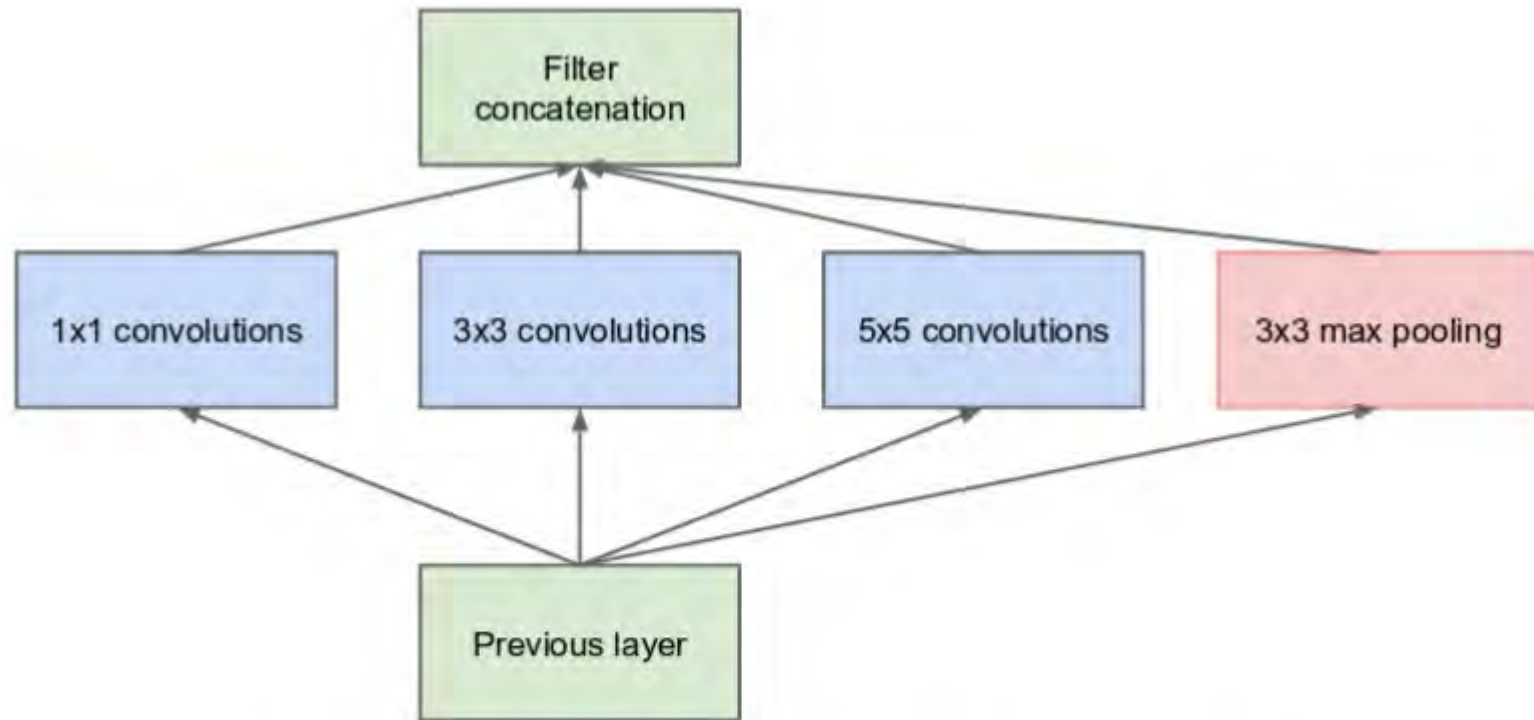 Filter
concatenation
1x1 convolutions
3x3 convolutions
5x5 convolutions
3x3 max pooling
Previous layer